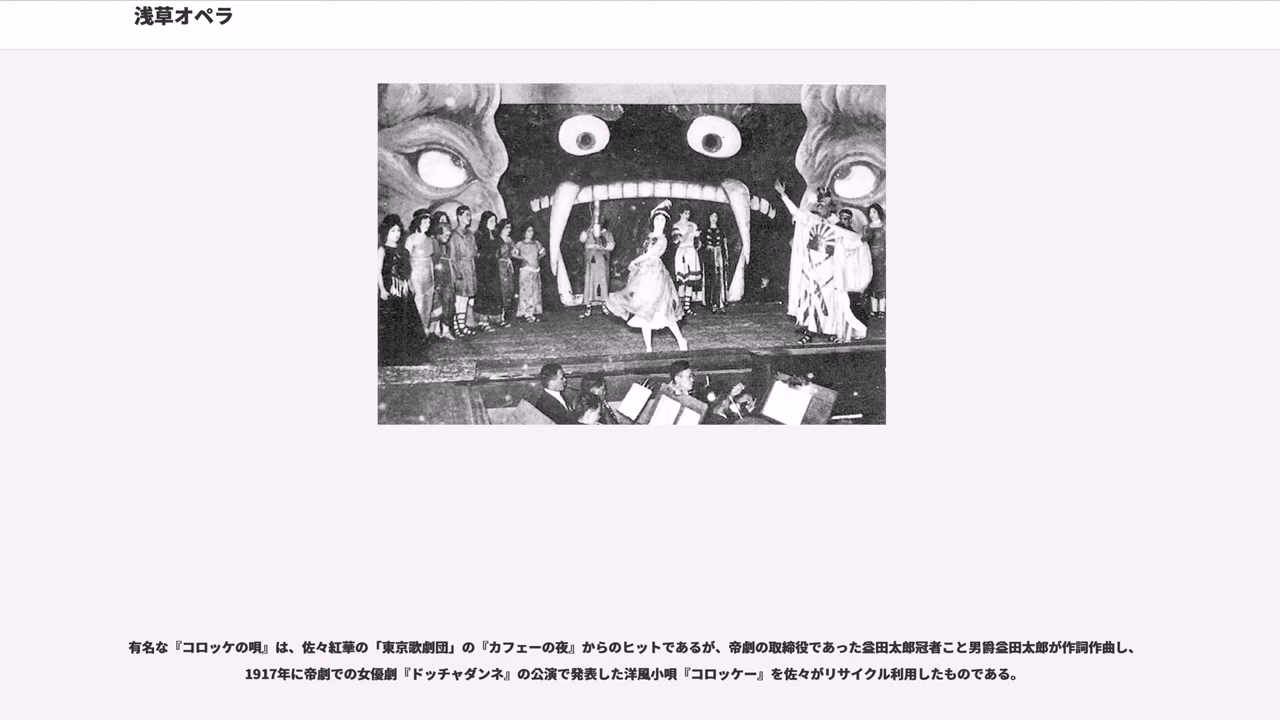 浅草オペラ
有名な『コロッケの唄』は、佐々紅華の「東京歌劇団」の『カフェーの夜』からのヒットであるが、帝劇の取締役であった益田太郎冠者こと男爵益田太郎が作詞作曲し、
1917年に帝劇での女優劇『ドッチャダンネ』の公演で発表した洋風小唄『コロッケー』を佐々がリサイクル利用したものである。